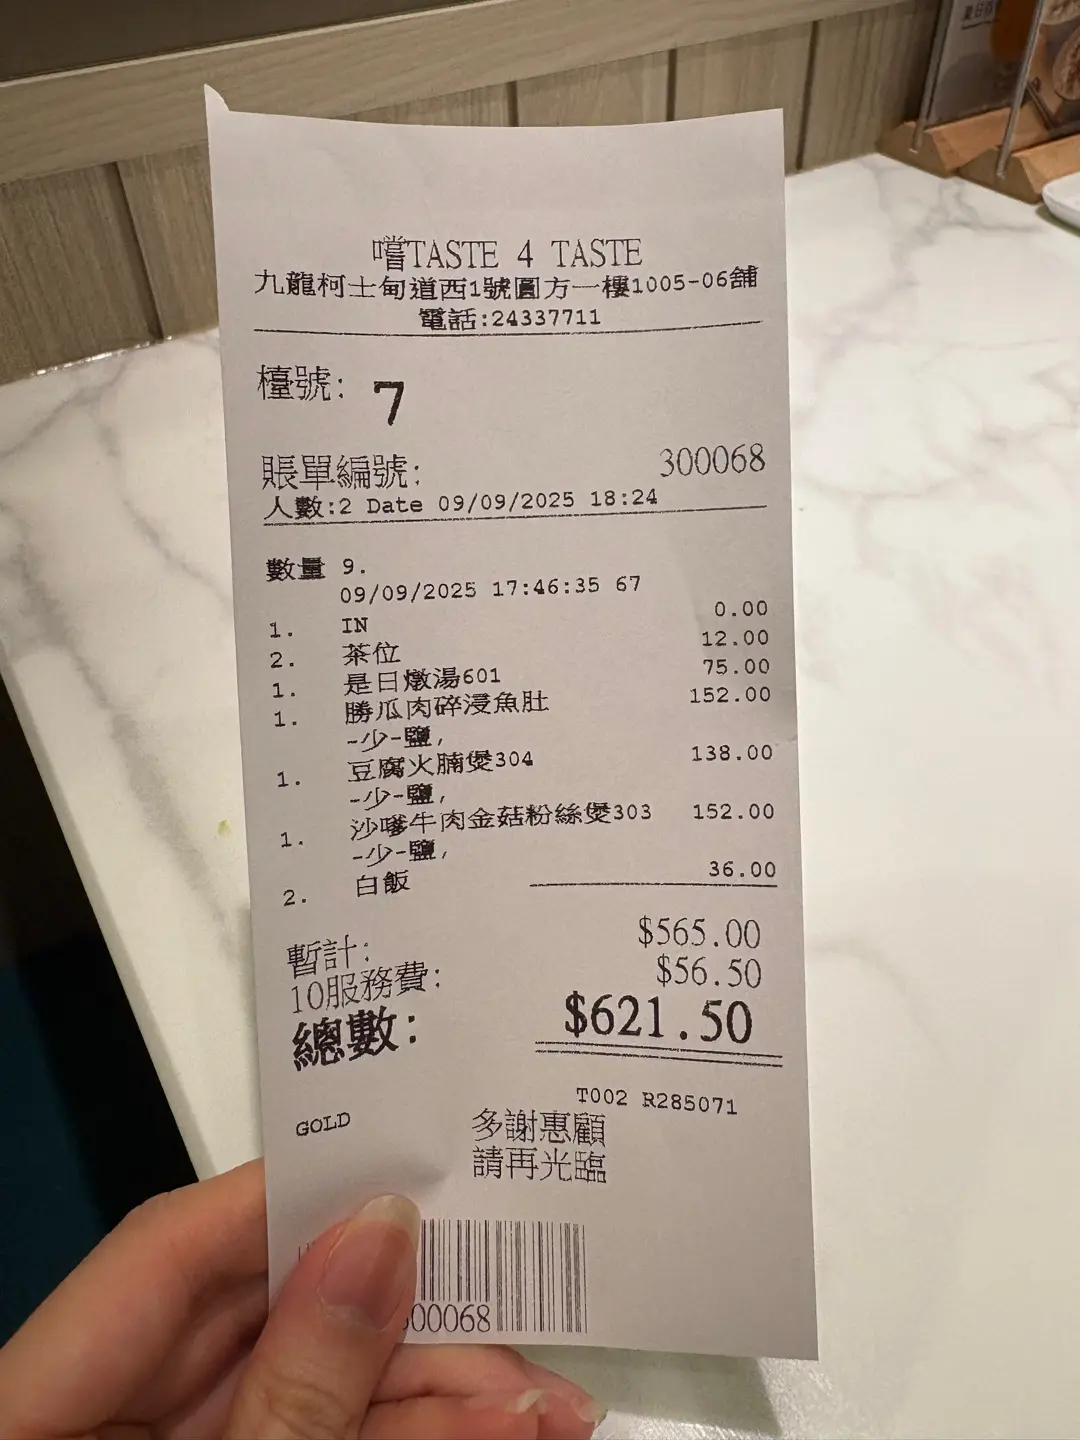 嚐TASTE 4 TASTE
九龍柯士甸道西1號圓方一樓1005-06舖
電話:24337711
檯號: 7
賬單編號: 300068
人數:2 Date 09/09/2025 18:24
數量 9.
09/09/2025 17:46:35 67
1. IN 0.00
2. 茶位 12.00
1. 是日燉湯601 75.00
1. 勝瓜肉碎浸魚肚 152.00
-少-鹽,
1. 豆腐火腩煲304 138.00
-少-鹽,
1. 沙嗲牛肉金菇粉絲煲303 152.00
-少-鹽,
2. 白飯 36.00
暫計: $565.00
10服務費: $56.50
總數: $621.50
T002 R285071
GOLD
多謝惠顧
請再光臨
00068